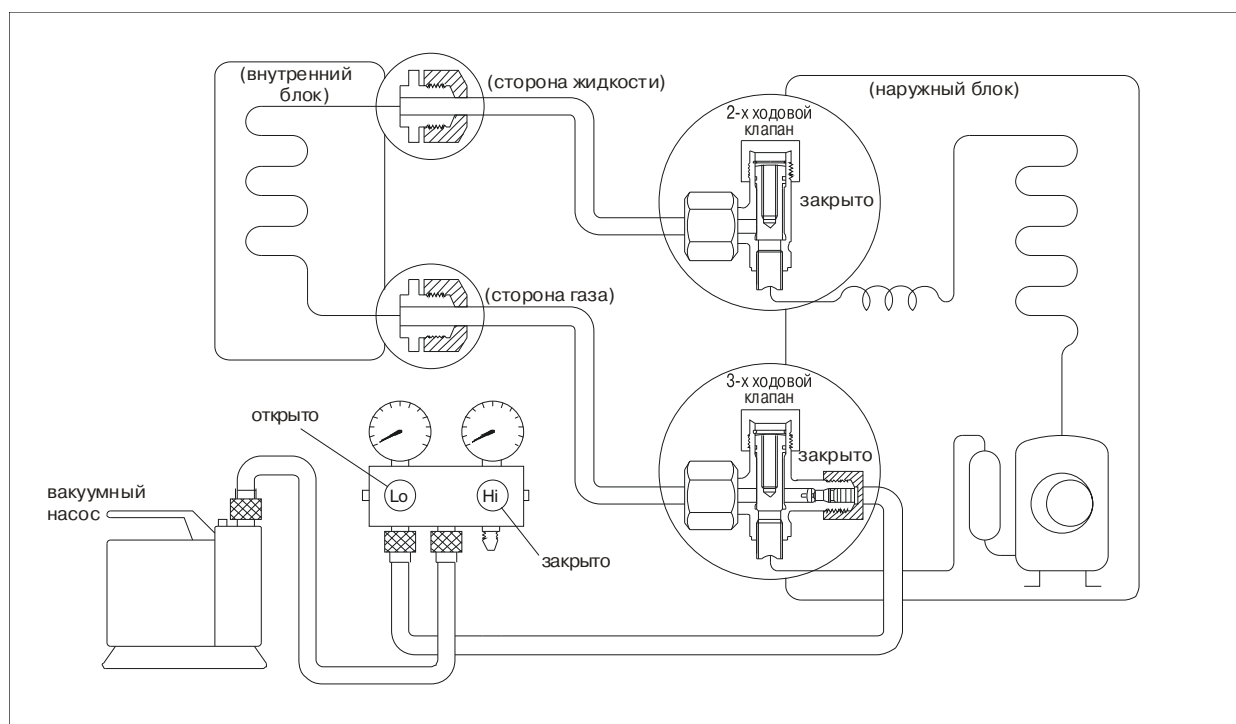 (внутренний
блок)
(сторона жидкости)
(наружный блок)
2-х ходовой
клапан
закрыто
(сторона газа)
3-х ходовой
клапан
закрыто
открыто
Lo
Hi
вакуумный
насос
закрыто